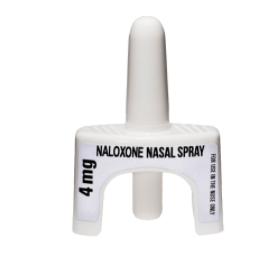 NALOXONE NASAL SPRAY
4 mg
FOR USE IN THE NOSE ONLY